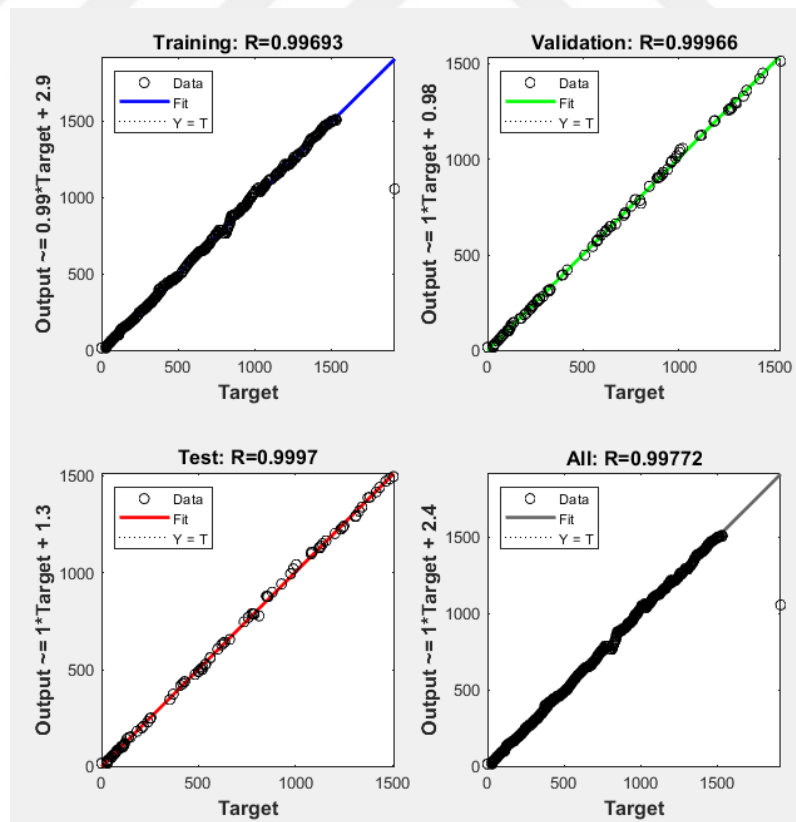 Training: R=0.99693
Output ~= 0.99*Target + 2.9
Data
Fit
Y = T
1500
1000
500
0
0 500 1000 1500
Target
Validation: R=0.99966
Output ~= 1*Target + 0.98
Data
Fit
Y = T
1500
1000
500
0
0 500 1000 1500
Target
Test: R=0.9997
Output ~= 1*Target + 1.3
Data
Fit
Y = T
1500
1000
500
0
0 500 1000 1500
Target
All: R=0.99772
Output ~= 1*Target + 2.4
Data
Fit
Y = T
1500
1000
500
0
0 500 1000 1500
Target